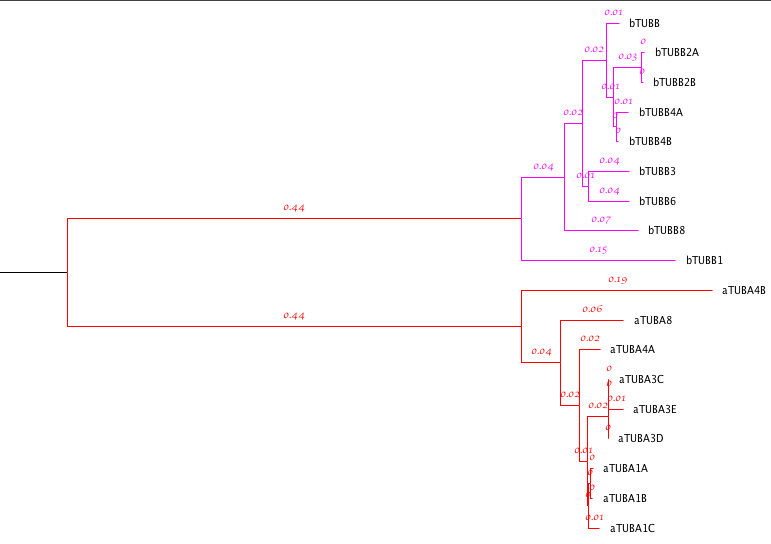 0.01
bTUBB
0.02
0
bTUBB2A
0.03
0
bTUBB2B
0.01
0.01
bTUBB4A
0.02
0
bTUBB4B
0.04
0.04
bTUBB3
0.01
0.04
bTUBB6
0.44
0.07
bTUBB8
0.15
bTUBB1
0.19
aTUBA4B
0.44
0.06
aTUBA8
0.04
0.02
aTUBA4A
0
aTUBA3C
0
0.02
0.01
aTUBA3E
0.02
0
aTUBA3D
0.01
0
aTUBA1A
0
0
aTUBA1B
0.01
aTUBA1C